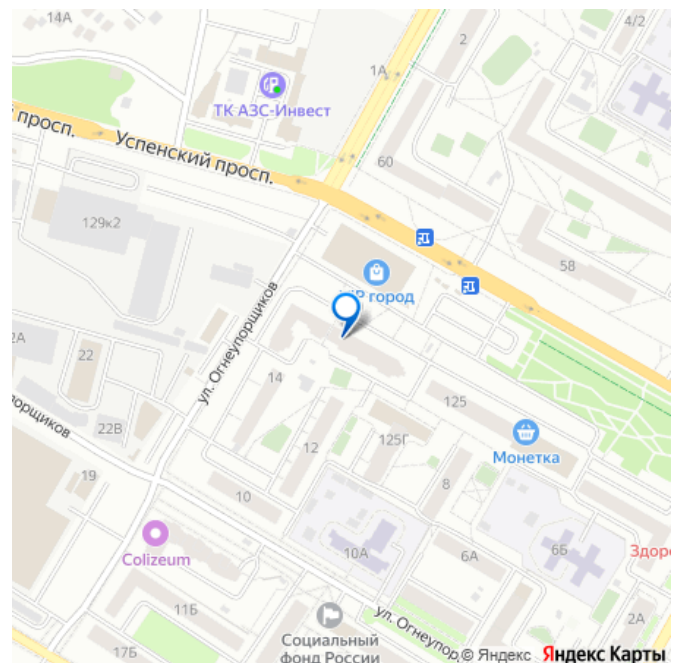 14А
4/2
2
1А
ТК АЗС-Инвест
просп.
Успенский просп.
60
129к2
58
город
ул. Огнеупорщиков
2А
22
14
125
22В
порщиков
12
125Г
Монетка
19
8
10
Colizeum
10А
6А
6Б
Здоро
11Б
ул. Огнеупор
2А
17Б
Социальный
фонд России
© Яндекс Яндекс Карты